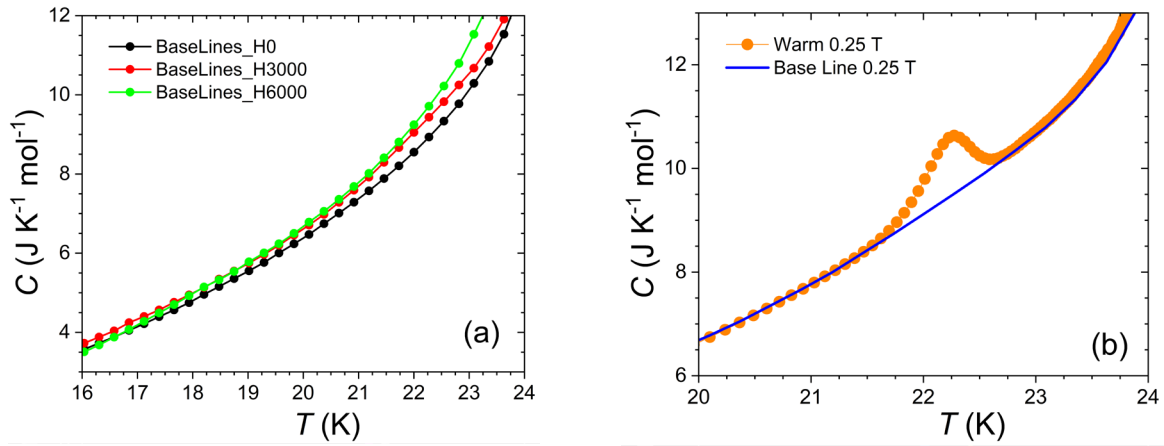 12
10
8
6
4
16 17 18 19 20 21 22 23 24
C (J K⁻¹ mol⁻¹)
T (K)
BaseLines_H0
BaseLines_H3000
BaseLines_H6000
(a)
12
10
8
6
20 21 22 23 24
C (J K⁻¹ mol⁻¹)
T (K)
Warm 0.25 T
Base Line 0.25 T
(b)